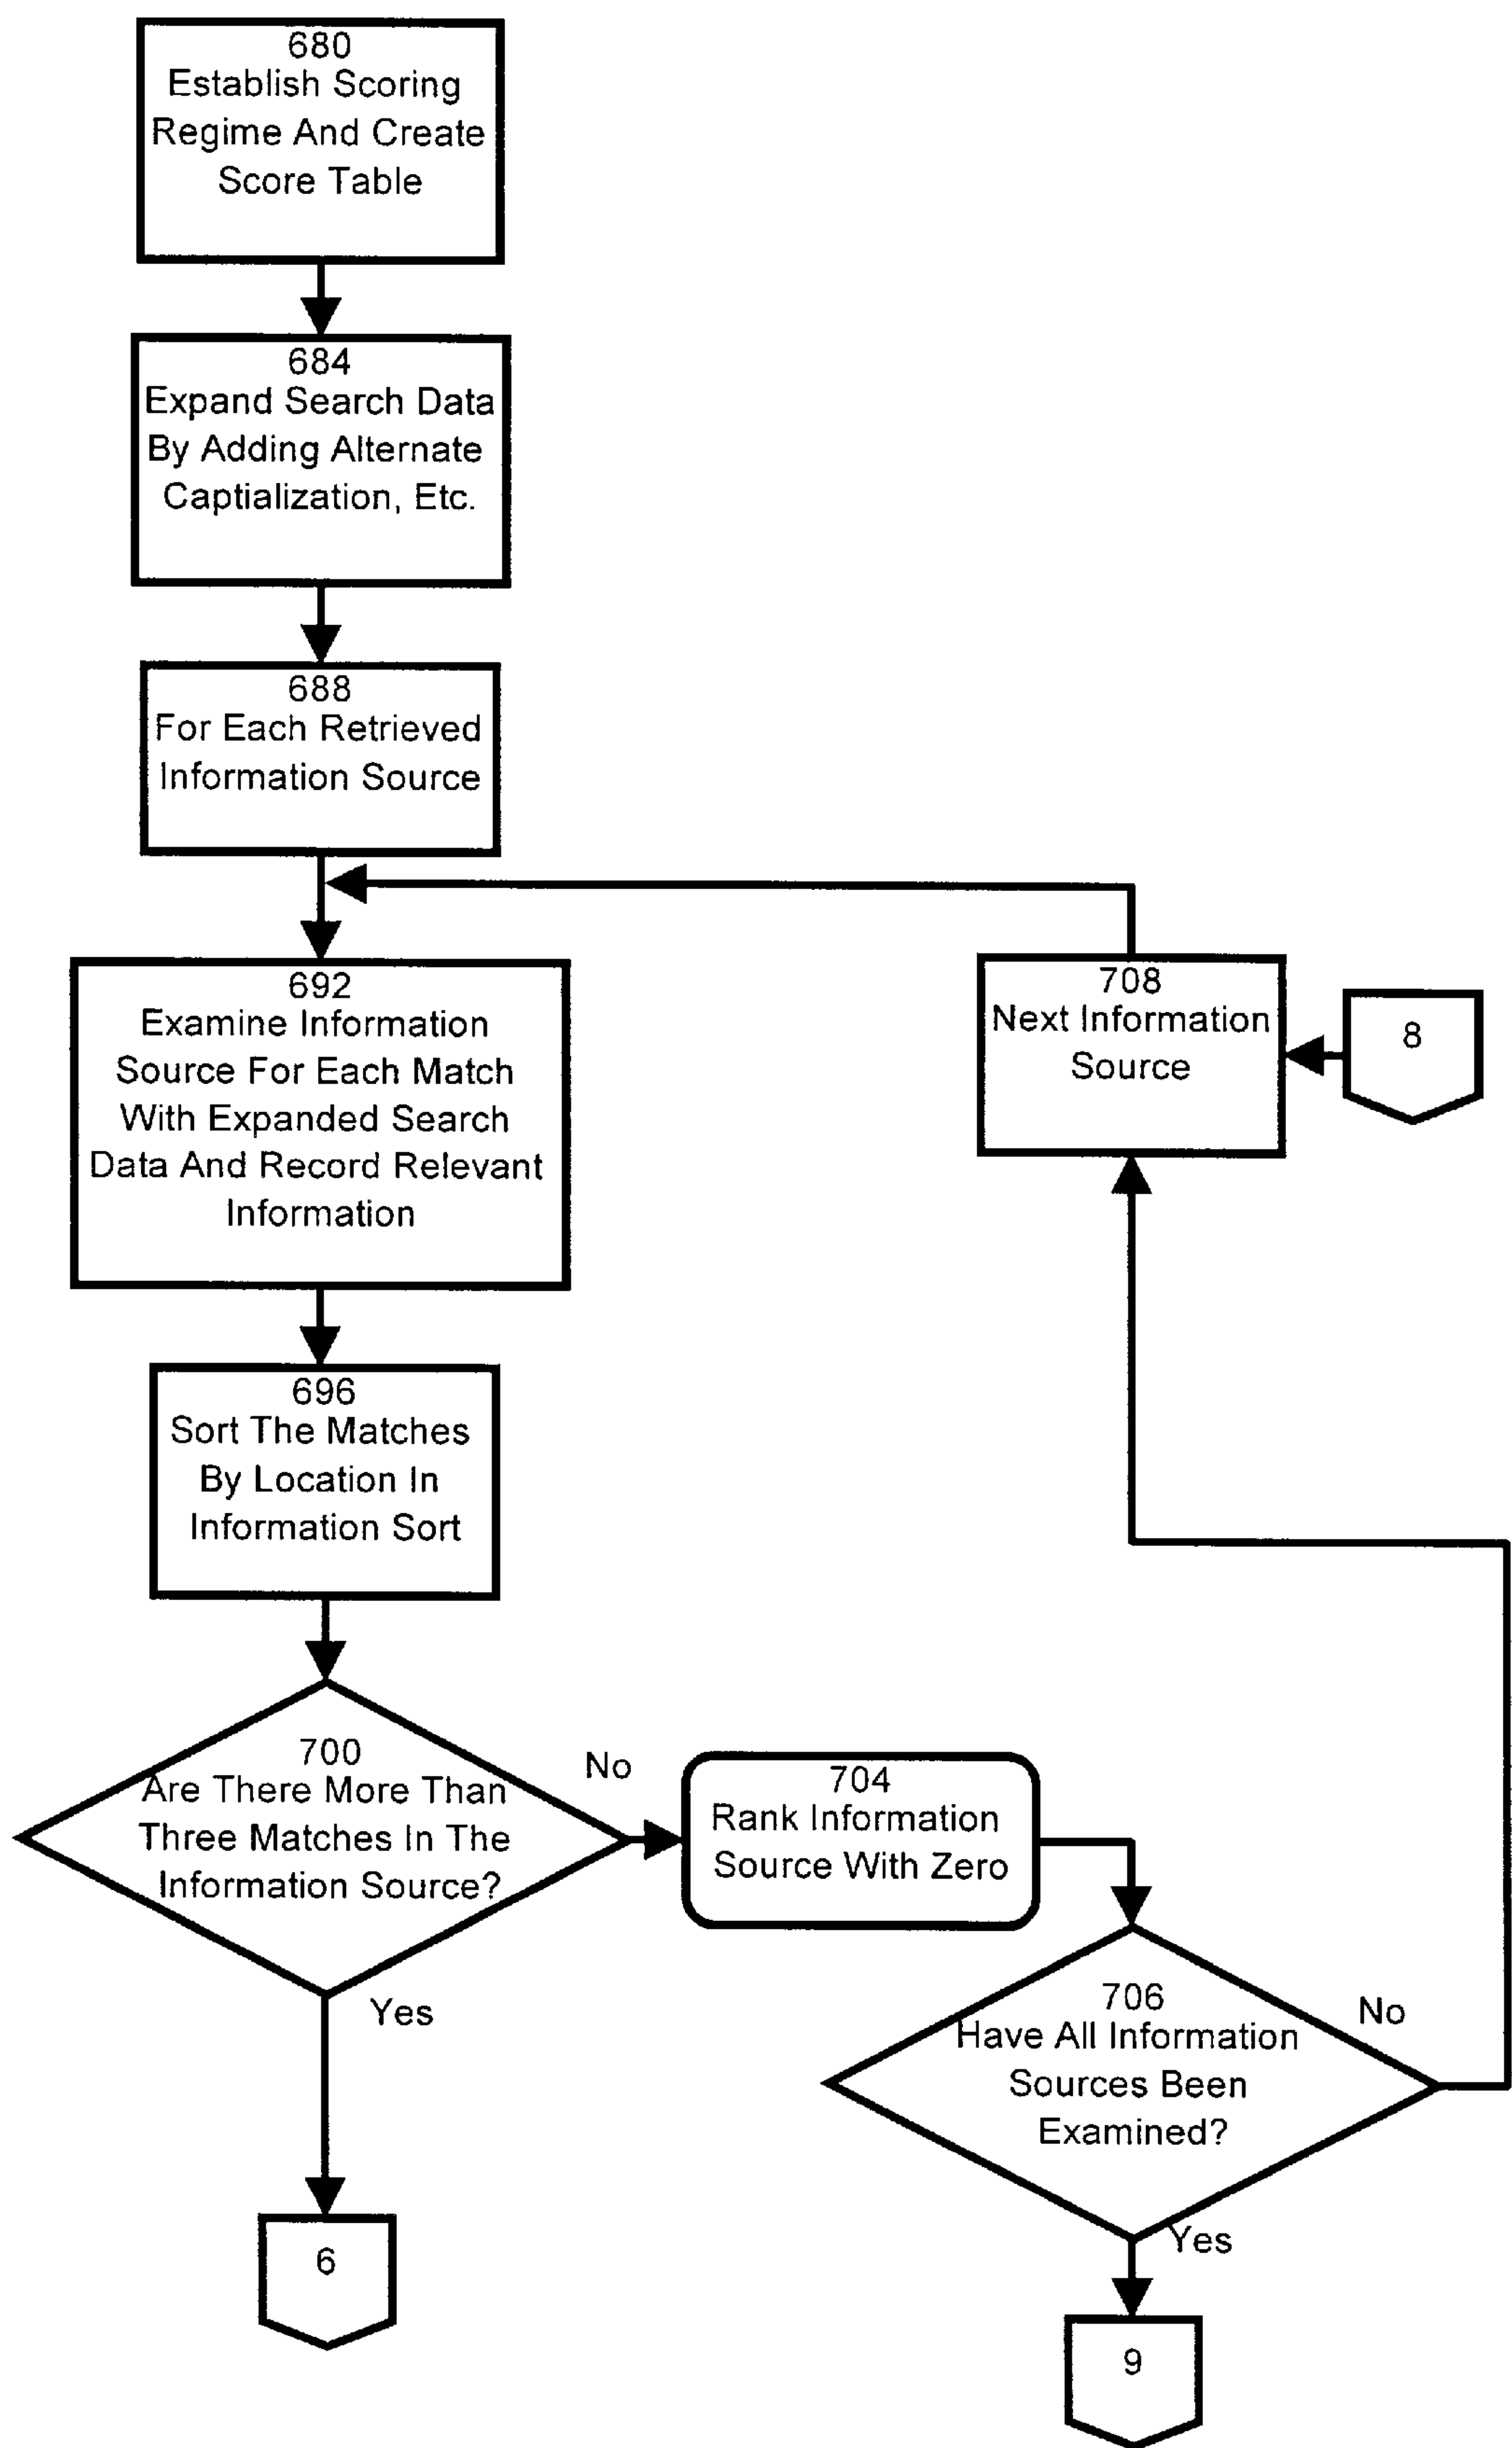 680
Establish Scoring
Regime And Create
Score Table
684
Expand Search Data
By Adding Alternate
Captialization, Etc.
688
For Each Retrieved
Information Source
692
Examine Information
Source For Each Match
With Expanded Search
Data And Record Relevant
Information
708
Next Information
Source
8
696
Sort The Matches
By Location In
Information Sort
700
Are There More Than
Three Matches In The
Information Source?
No
Yes
704
Rank Information
Source With Zero
706
Have All Information
Sources Been
Examined?
No
Yes
6
9